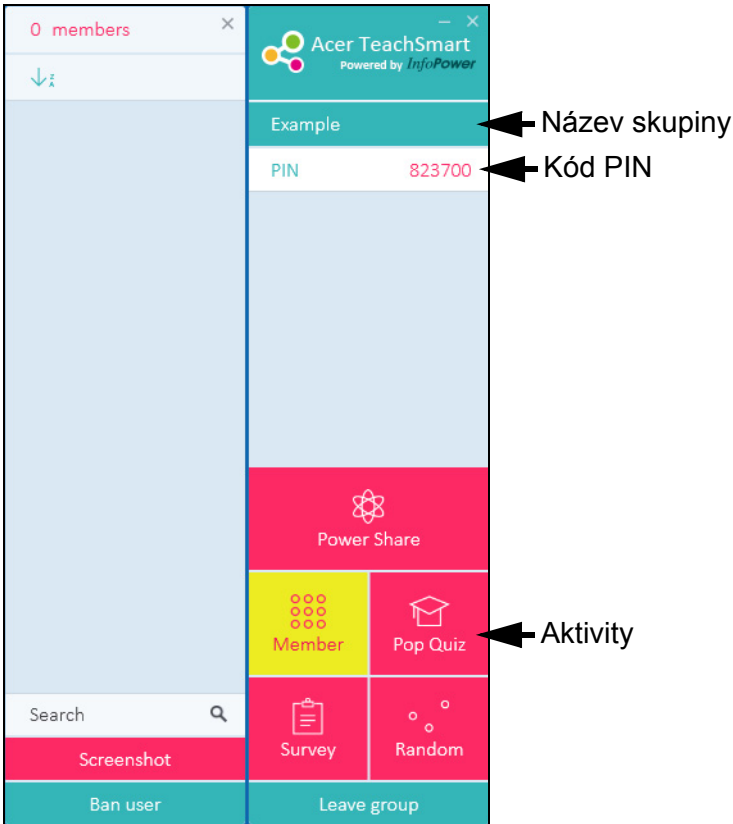 0 members
Search
Screenshot
Ban user
Acer TeachSmart
Powered by InfoPower
Example
PIN 823700
Power Share
Member
Pop Quiz
Survey
Random
Leave group
Název skupiny
Kód PIN
Aktivity